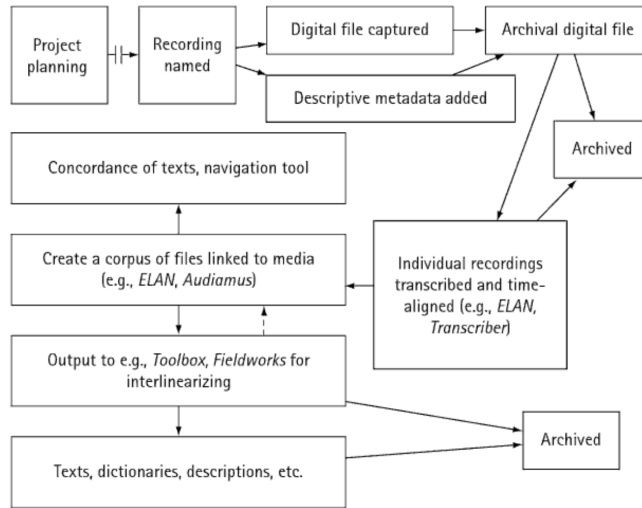 Project
planning
Recording
named
Digital file captured
Archival digital file
Descriptive metadata added
Archived
Concordance of texts, navigation tool
Create a corpus of files linked to media
(e.g., ELAN, Audiamus)
Individual recordings
transcribed and time-
aligned (e.g., ELAN,
Transcriber)
Output to e.g., Toolbox, Fieldworks for
interlinearizing
Texts, dictionaries, descriptions, etc.
Archived